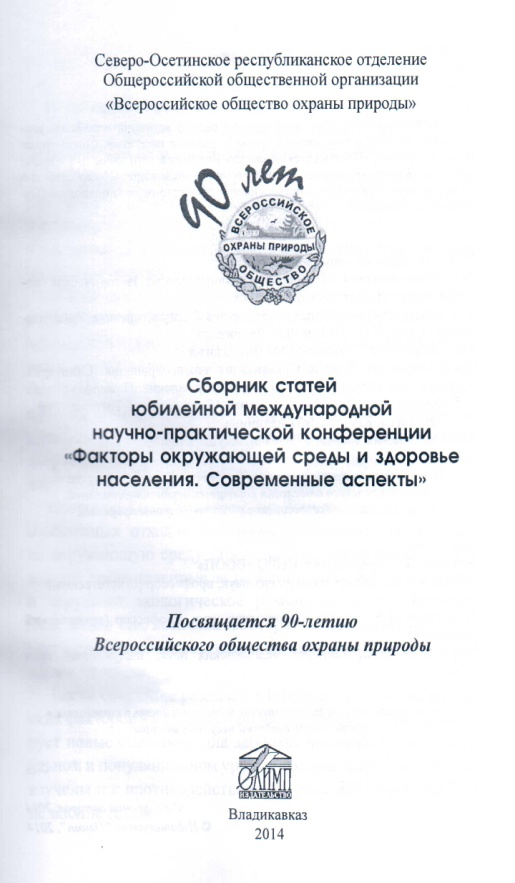 Северо-Осетинское республиканское отделение
Общероссийской общественной организации
«Всероссийское общество охраны природы»
90 лет
ВСЕРОССИЙСКОЕ
ОХРАНЫ ПРИРОДЫ
ОБЩЕСТВО
Сборник статей
юбилейной международной
научно-практической конференции
«Факторы окружающей среды и здоровье
населения. Современные аспекты»
Посвящается 90-летию
Всероссийского общества охраны природы
ОЛИМП
ИЗДАТЕЛЬСТВО
Владикавказ
2014